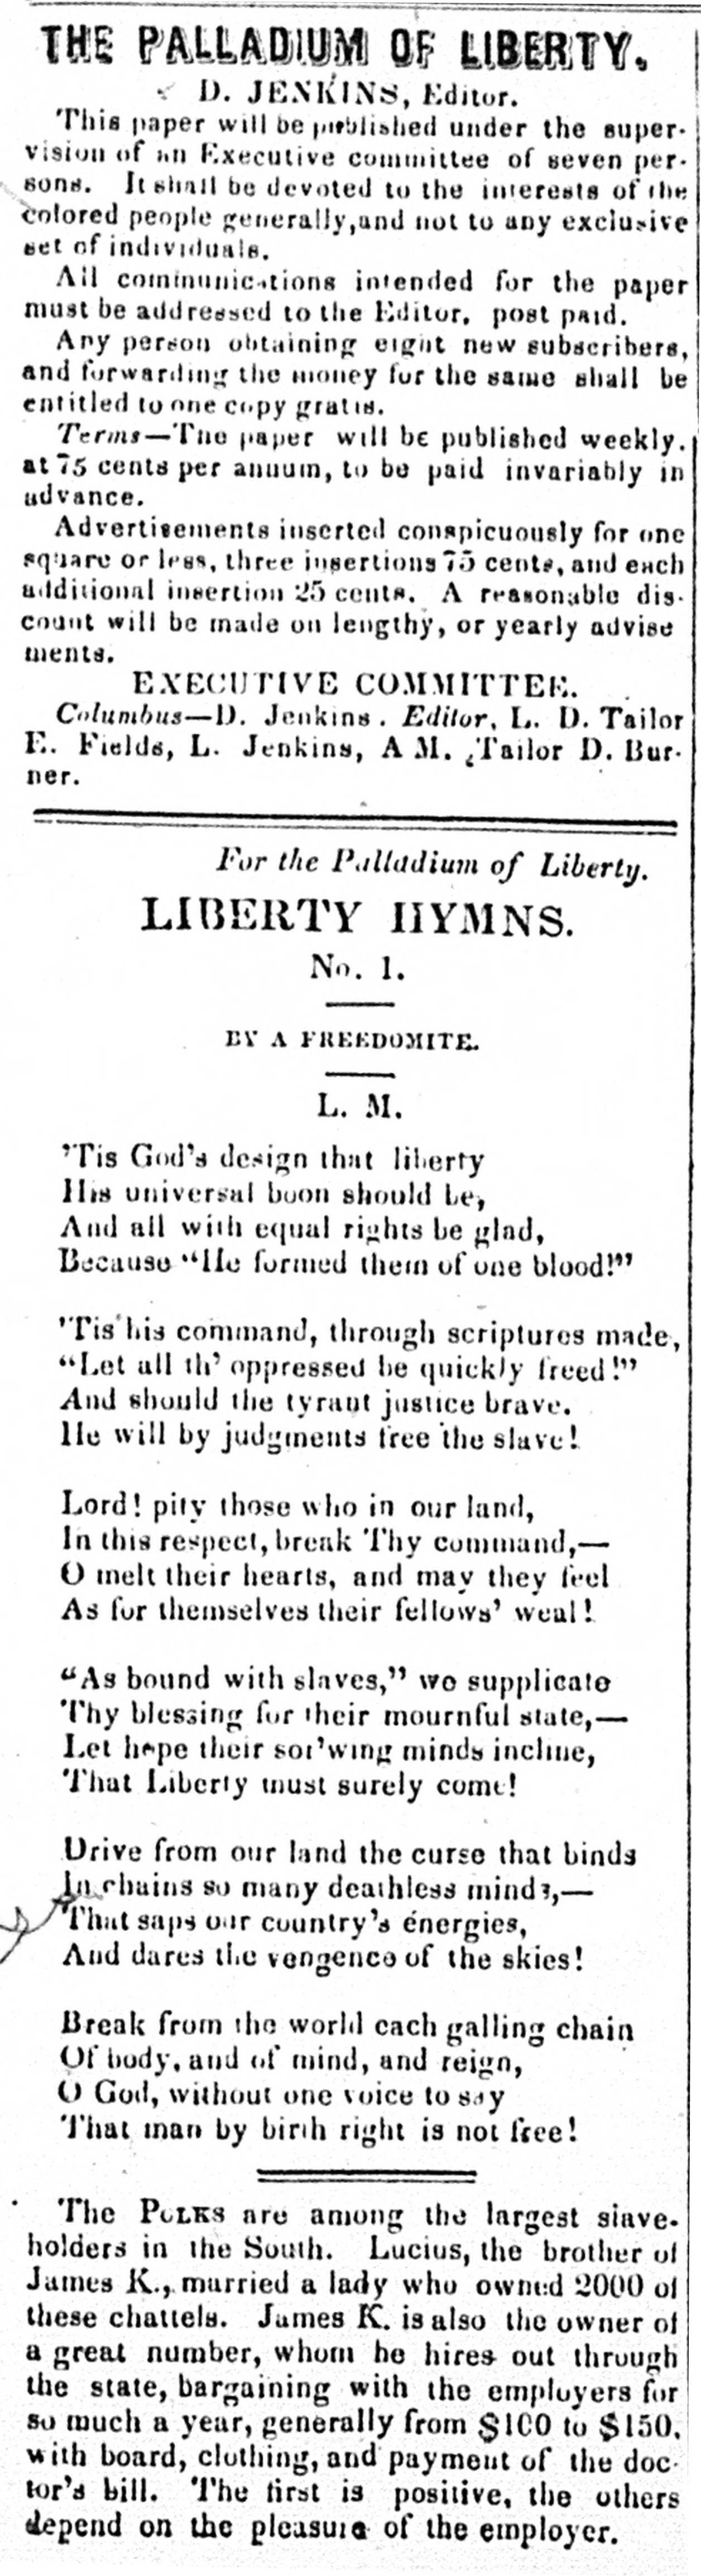 THE PALLADIUM OF LIBERTY.
D. JENKINS, Editor.
This paper will be published under the super-
vision of an Executive committee of seven per-
sons. It shall be devoted to the interests of the
colored people generally,and not to any exclusive
set of individuals.
All communications intended for the paper
must be addressed to the Editor, post paid.
Any person obtaining eight new subscribers,
and forwarding the money for the same shall be
entitled to one copy gratis.
Terms—The paper will be published weekly.
at 75 cents per annum, to be paid invariably in
advance.
Advertisements inserted conspicuously for one
square or less, three insertions 75 cents, and each
additional insertion 25 cents. A reasonable dis-
count will be made on lengthy, or yearly advise
ments.
EXECUTIVE COMMITTEE.
Columbus—D. Jenkins. Editor, L. D. Tailor
E. Fields, L. Jenkins, A M. Tailor D. Bur-
ner.
For the Palladium of Liberty.
LIBERTY HYMNS.
No. 1.
BY A FREEDOMITE.
L. M.
'Tis God's design that liberty
His universal boon should be,
And all with equal rights be glad,
Because "He formed them of one blood!"
'Tis his command, through scriptures made,
"Let all th' oppressed be quickly freed!"
And should the tyrant justice brave.
He will by judgments free the slave!
Lord! pity those who in our land,
In this respect, break Thy command,—
O melt their hearts, and may they feel
As for themselves their fellows' weal!
"As bound with slaves," we supplicate
Thy blessing for their mournful state,—
Let hope their sor'wing minds incline,
That Liberty must surely come!
Drive from our land the curse that binds
In chains so many deathless minds,—
That saps our country's energies,
And dares the vengence of the skies!
Break from the world each galling chain
Of body, and of mind, and reign,
O God, without one voice to say
That man by birth right is not free!
The POLKS are among the largest slave-
holders in the South. Lucius, the brother of
James K., married a lady who owned 2000 of
these chattels. James K. is also the owner of
a great number, whom he hires out through
the state, bargaining with the employers for
so much a year, generally from $100 to $150,
with board, clothing, and payment of the doc-
tor's bill. The first is positive, the others
depend on the pleasure of the employer.